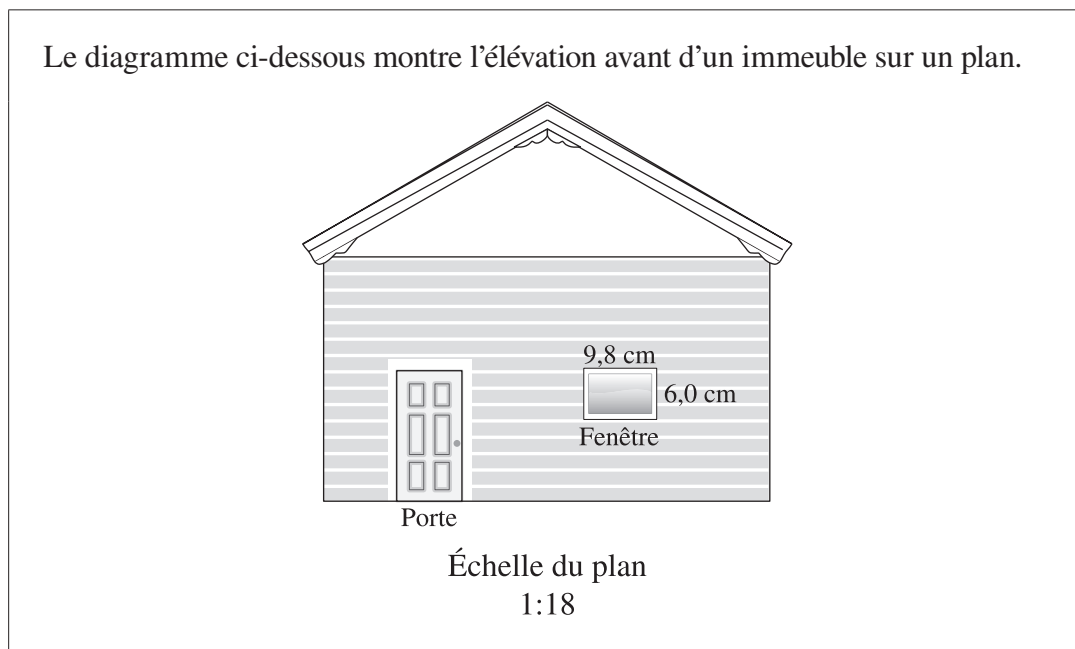 Le diagramme ci-dessous montre l'élévation avant d'un immeuble sur un plan.
9,8 cm
6,0 cm
Fenêtre
Porte
Échelle du plan
1:18